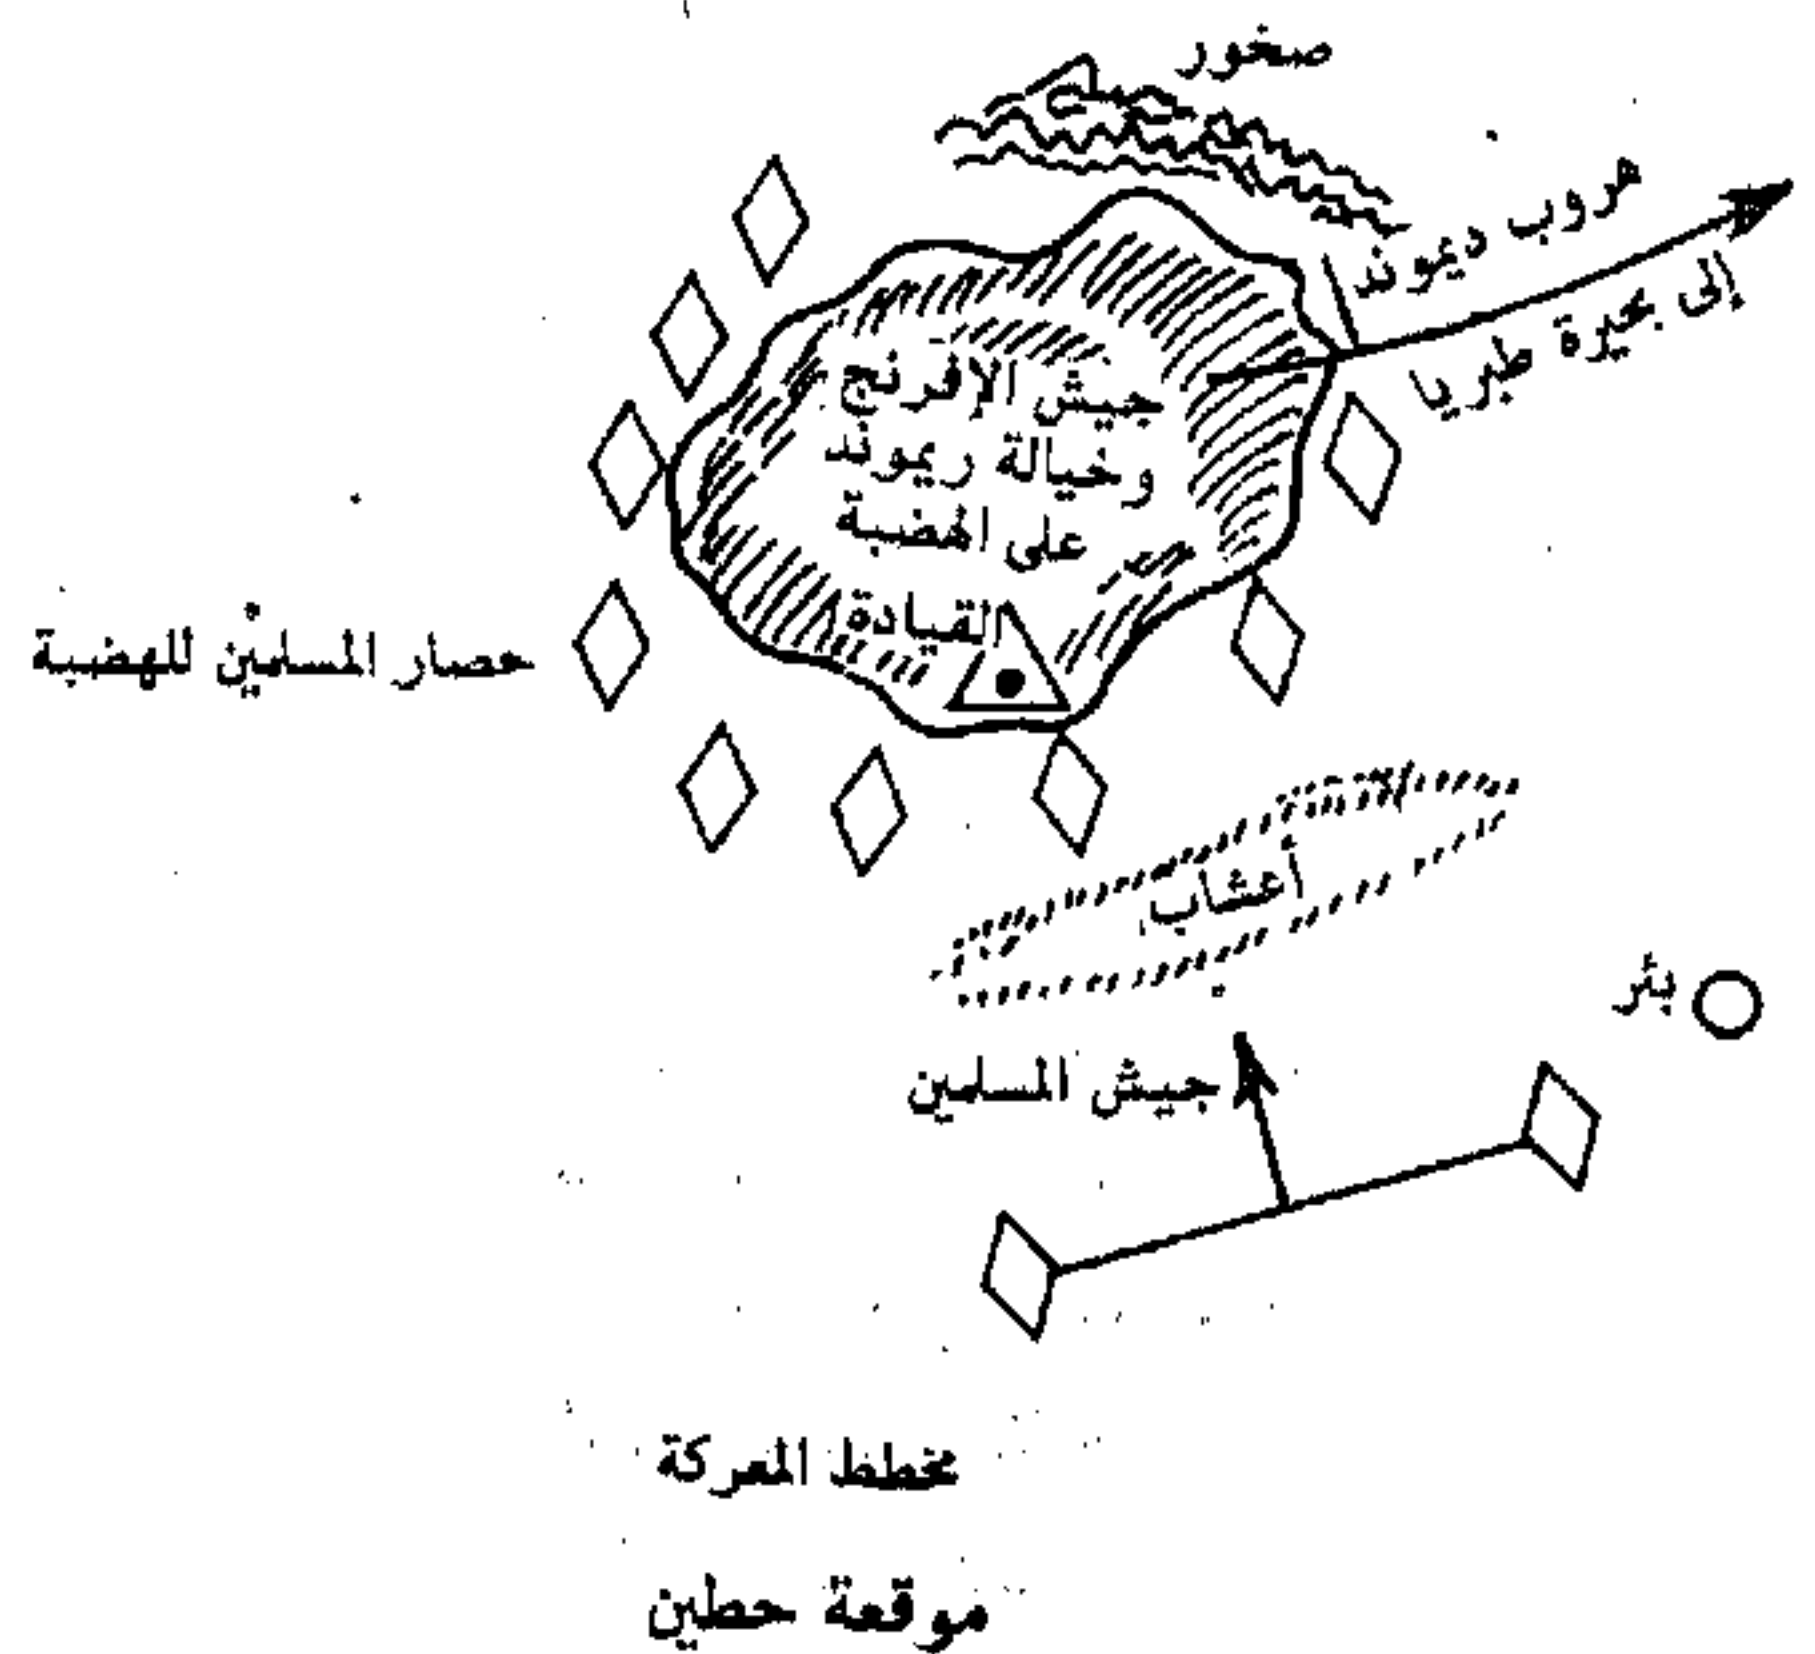 صخور
هروب ديموند
إلى بحيرة طبريا
جيش الإفرنج
وخيالة ريموند
على الهضبة
القيادة
حصار المسلمين للهضبة
أعشاب
بئر
جيش المسلمين
مخطط المعركة
موقعة حطين